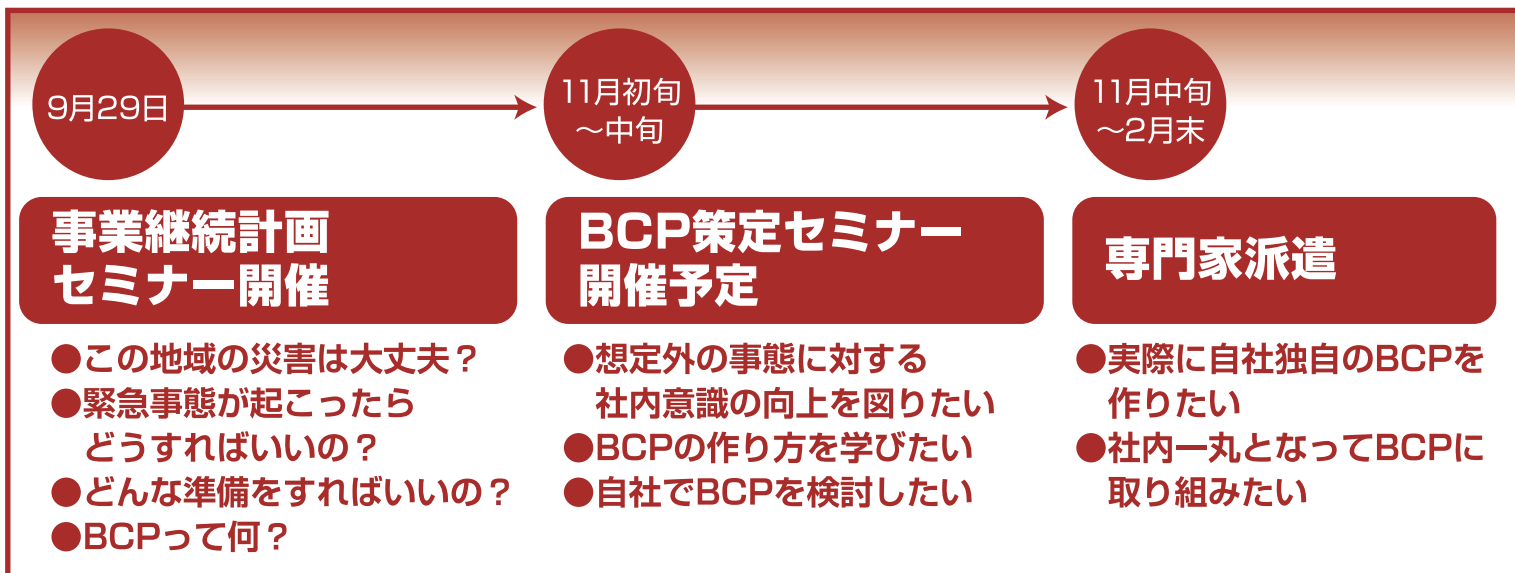 9月29日
11月初旬
～中旬
11月中旬
～2月末
事業継続計画
セミナー開催
●この地域の災害は大丈夫？
●緊急事態が起こったら
どうすればいいの？
●どんな準備をすればいいの？
●BCPって何？
BCP策定セミナー
開催予定
●想定外の事態に対する
社内意識の向上を図りたい
●BCPの作り方を学びたい
●自社でBCPを検討したい
専門家派遣
●実際に自社独自のBCPを
作りたい
●社内一丸となってBCPに
取り組みたい